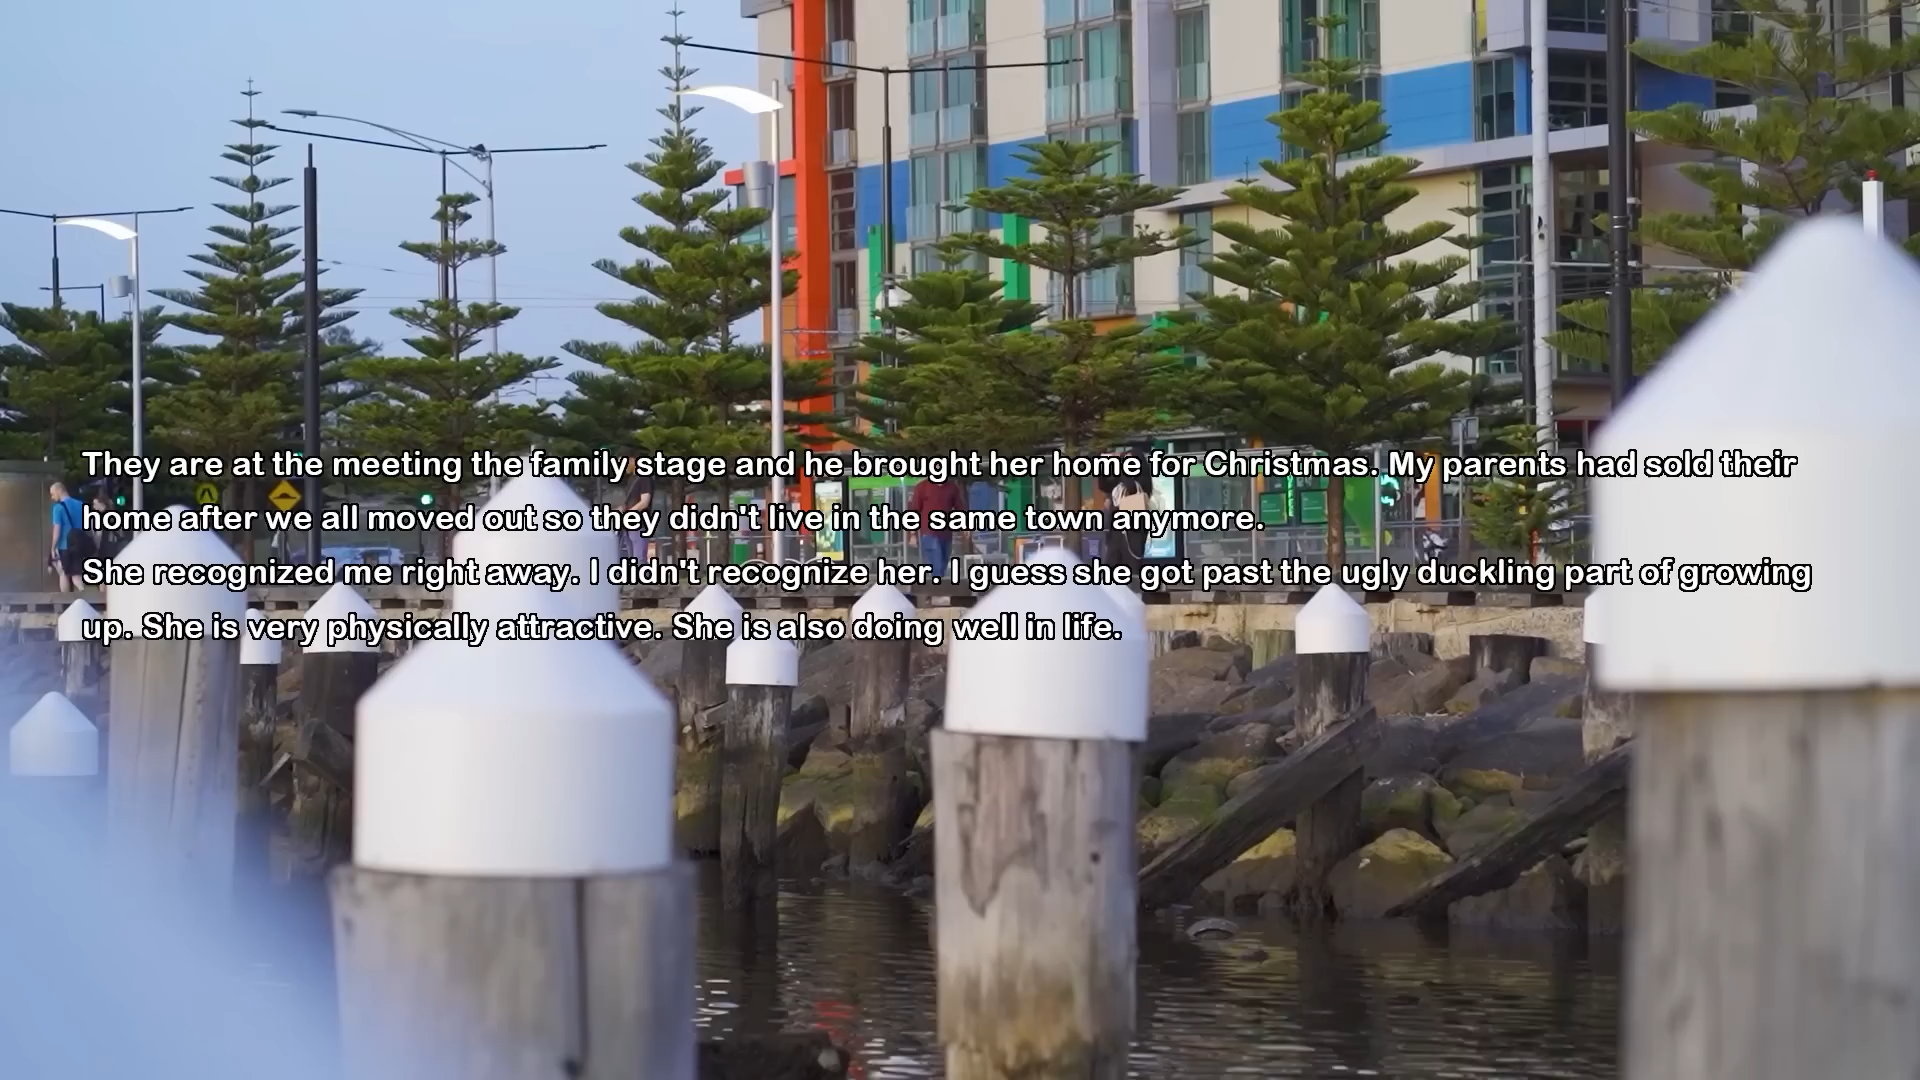 They are at the meeting the family stage and he brought her home for Christmas. My parents had sold their
home after we all moved out so they didn't live in the same town anymore.
She recognized me right away. I didn't recognize her. I guess she got past the ugly duckling part of growing
up. She is very physically attractive. She is also doing well in life.